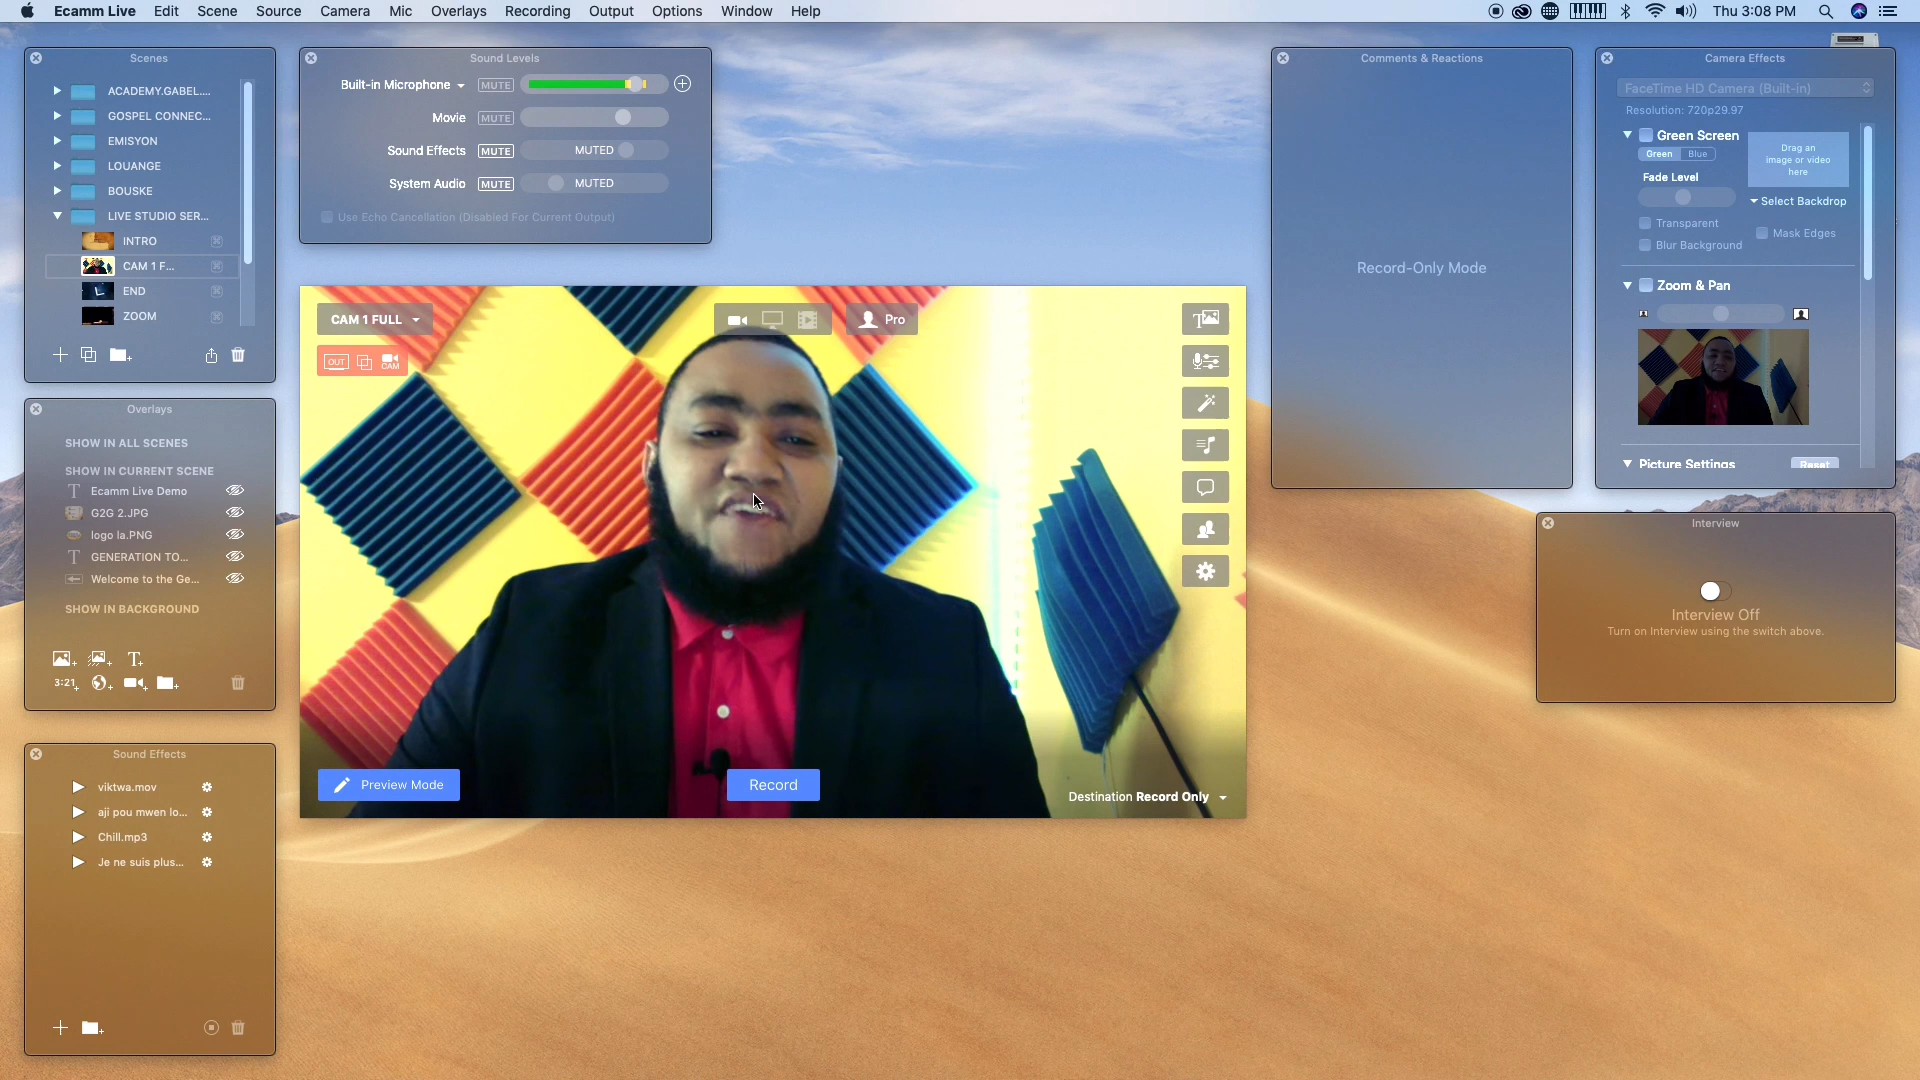 Ecamm Live Edit Scene Source Camera Mic Overlays Recording Output Options Window Help Thu 3:08 PM
Scenes
ACADEMY.GABEL....
GOSPEL CONNEC...
EMISYON
LOUANGE
BOUSKE
LIVE STUDIO SER...
INTRO
CAM 1 F...
END
ZOOM
Overlays
SHOW IN ALL SCENES
SHOW IN CURRENT SCENE
Ecamm Live Demo
G2G 2.JPG
logo la.PNG
GENERATION TO...
Welcome to the Ge...
SHOW IN BACKGROUND
3:21
Sound Effects
viktwa.mov
aji pou mwen lo...
Chill.mp3
Je ne suis plus...
Sound Levels
Built-in Microphone MUTE
Movie MUTE
Sound Effects MUTE MUTED
System Audio MUTE MUTED
Use Echo Cancellation (Disabled For Current Output)
CAM 1 FULL Pro
OUT CAM
Preview Mode Record Destination Record Only
Comments & Reactions
Record-Only Mode
Camera Effects
FaceTime HD Camera (Built-in)
Resolution: 720p29.97
Green Screen
Green Blue
Drag an
image or video
here
Fade Level
Select Backdrop
Transparent
Mask Edges
Blur Background
Zoom & Pan
Picture Settings Reset
Interview
Interview Off
Turn on Interview using the switch above.